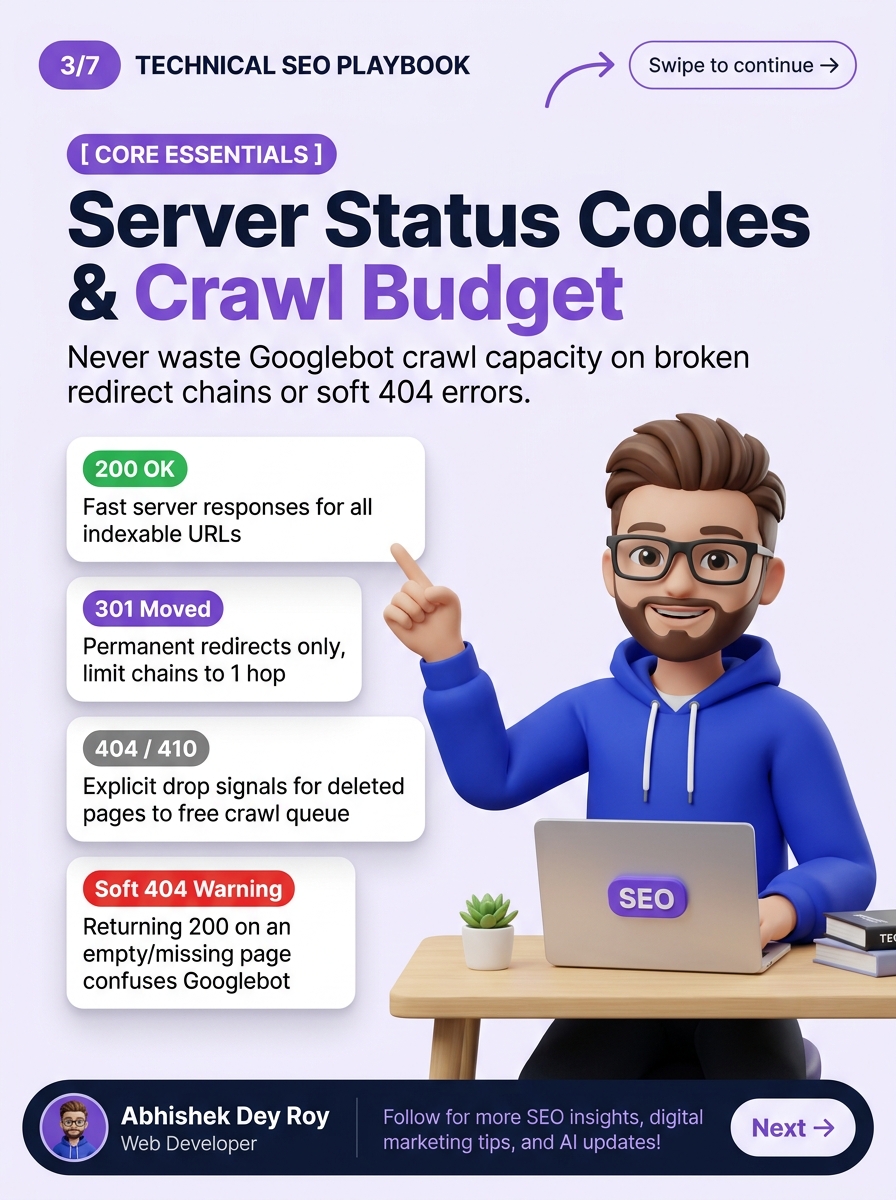 3/7
TECHNICAL SEO PLAYBOOK
Swipe to continue →
[ CORE ESSENTIALS ]
Server Status Codes
& Crawl Budget
Never waste Googlebot crawl capacity on broken
redirect chains or soft 404 errors.
200 OK
Fast server responses for all
indexable URLs
301 Moved
Permanent redirects only,
limit chains to 1 hop
404 / 410
Explicit drop signals for deleted
pages to free crawl queue
Soft 404 Warning
Returning 200 on an
empty/missing page
confuses Googlebot
SEO
Abhishek Dey Roy
Web Developer
Follow for more SEO insights, digital
marketing tips, and AI updates!
Next →